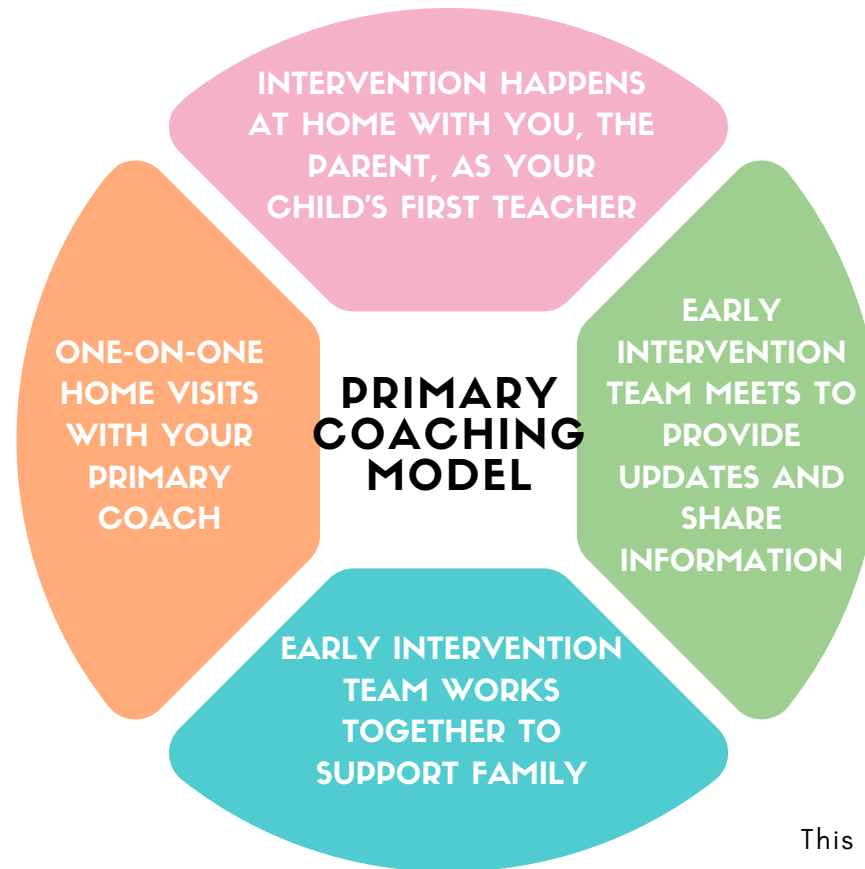 INTERVENTION HAPPENS
AT HOME WITH YOU, THE
PARENT, AS YOUR
CHILD'S FIRST TEACHER
ONE-ON-ONE
HOME VISITS
WITH YOUR
PRIMARY
COACH
PRIMARY
COACHING
MODEL
EARLY
INTERVENTION
TEAM MEETS TO
PROVIDE
UPDATES AND
SHARE
INFORMATION
EARLY INTERVENTION
TEAM WORKS
TOGETHER TO
SUPPORT FAMILY
This